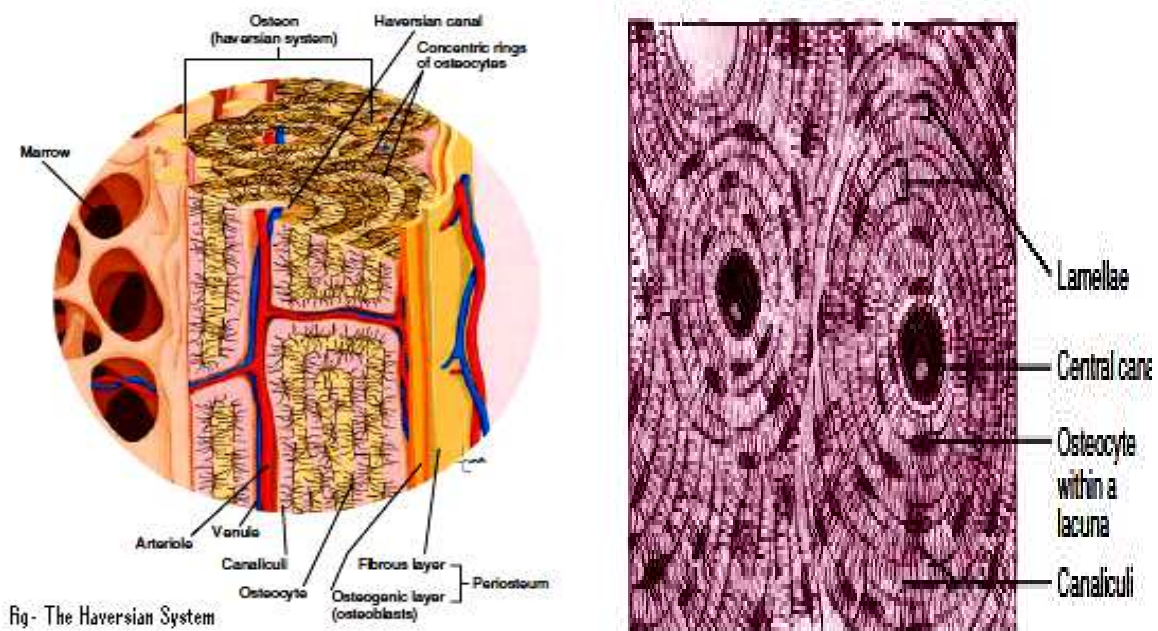 Osteon
(haversian system)
Haversian canal
Concentric rings
of osteocytes
Marrow
Arteriole
Venule
Canaliculi
Osteocyte
Fibrous layer
Osteogenic layer
(osteoblasts)
Periosteum
Fig- The Haversian System
Lamellae
Central cana
Osteocyte
within a
lacuna
Canaliculi